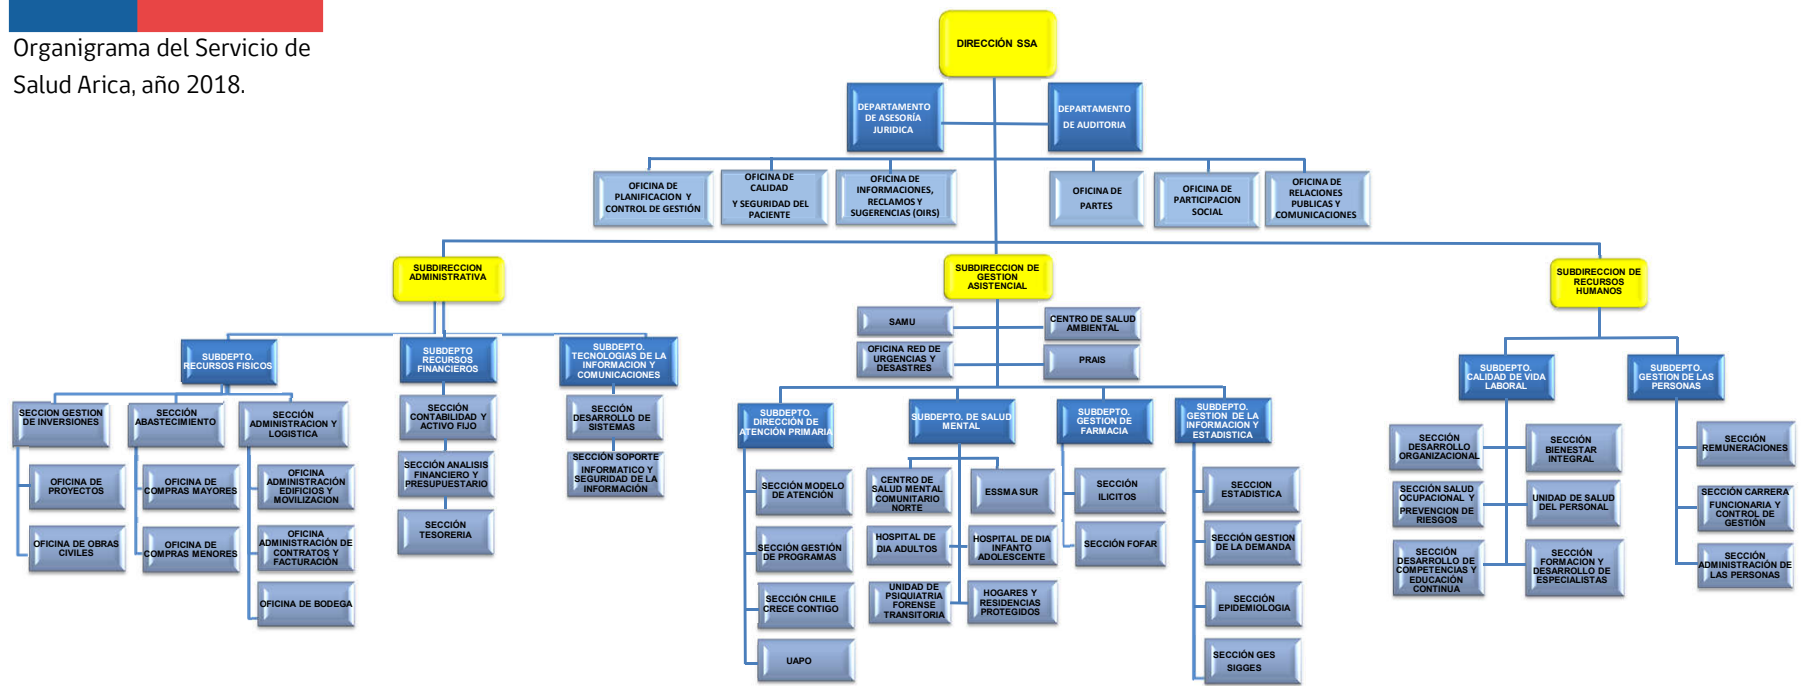 Organigrama del Servicio de
Salud Arica, año 2018.
DIRECCIÓN SSA
DEPARTAMENTO
DE ASESORÍA
JURIDICA
DEPARTAMENTO
DE AUDITORIA
OFICINA DE
PLANIFICACION Y
CONTROL DE GESTIÓN
OFICINA DE
CALIDAD
Y SEGURIDAD DEL
PACIENTE
OFICINA DE
INFORMACIONES,
RECLAMOS Y
SUGERENCIAS (OIRS)
OFICINA DE
PARTES
OFICINA DE
PARTICIPACION
SOCIAL
OFICINA DE
RELACIONES
PUBLICAS Y
COMUNICACIONES
SUBDIRECCION
ADMINISTRATIVA
SUBDIRECCION DE
GESTION
ASISTENCIAL
SUBDIRECCION DE
RECURSOS
HUMANOS
SAMU
CENTRO DE SALUD
AMBIENTAL
OFICINA RED DE
URGENCIAS Y
DESASTRES
PRAIS
SUBDEPTO.
RECURSOS FISICOS
SUBDEPTO
RECURSOS
FINANCIEROS
SUBDEPTO.
TECNOLOGIAS DE LA
INFORMACION Y
COMUNICACIONES
SUBDEPTO.
CALIDAD DE VIDA
LABORAL
SUBDEPTO.
GESTION DE LAS
PERSONAS
SECCION GESTION
DE INVERSIONES
SECCIÓN
ABASTECIMIENTO
SECCIÓN
ADMINISTRACION Y
LOGISTICA
SECCIÓN
CONTABILIDAD Y
ACTIVO FIJO
SECCIÓN
DESARROLLO DE
SISTEMAS
SUBDEPTO.
DIRECCIÓN DE
ATENCIÓN PRIMARIA
SUBDEPTO. DE SALUD
MENTAL
SUBDEPTO.
GESTION DE
FARMACIA
SUBDEPTO.
GESTION DE LA
INFORMACION Y
ESTADISTICA
SECCIÓN
DESARROLLO
ORGANIZACIONAL
SECCIÓN
BIENESTAR
INTEGRAL
SECCIÓN
REMUNERACIONES
OFICINA DE
PROYECTOS
OFICINA DE
COMPRAS MAYORES
OFICINA
ADMINISTRACIÓN
EDIFICIOS Y
MOVILIZACION
SECCIÓN ANALISIS
FINANCIERO Y
PRESUPUESTARIO
SECCIÓN SOPORTE
INFORMATICO Y
SEGURIDAD DE LA
INFORMACIÓN
SECCIÓN MODELO
DE ATENCIÓN
CENTRO DE
SALUD MENTAL
COMUNITARIO
NORTE
ESSMA SUR
SECCIÓN
ILICITOS
SECCION
ESTADISTICA
SECCIÓN SALUD
OCUPACIONAL Y
PREVENCION DE
RIESGOS
UNIDAD DE SALUD
DEL PERSONAL
SECCIÓN CARRERA
FUNCIONARIA Y
CONTROL DE
GESTIÓN
OFICINA DE OBRAS
CIVILES
OFICINA DE
COMPRAS MENORES
OFICINA
ADMINISTRACIÓN DE
CONTRATOS Y
FACTURACIÓN
SECCIÓN
TESORERIA
SECCIÓN GESTIÓN
DE PROGRAMAS
HOSPITAL DE
DIA ADULTOS
HOSPITAL DE DIA
INFANTO
ADOLESCENTE
SECCIÓN FOFAR
SECCIÓN GESTION
DE LA DEMANDA
SECCIÓN
DESARROLLO DE
COMPETENCIAS Y
EDUCACIÓN
CONTINUA
SECCIÓN
FORMACION Y
DESARROLLO DE
ESPECIALISTAS
SECCIÓN
ADMINISTRACIÓN DE
LAS PERSONAS
OFICINA DE BODEGA
SECCIÓN CHILE
CRECE CONTIGO
UNIDAD DE
PSIQUIATRIA
FORENSE
TRANSITORIA
HOGARES Y
RESIDENCIAS
PROTEGIDOS
SECCIÓN
EPIDEMIOLOGIA
UAPO
SECCIÓN GES
SIGGES